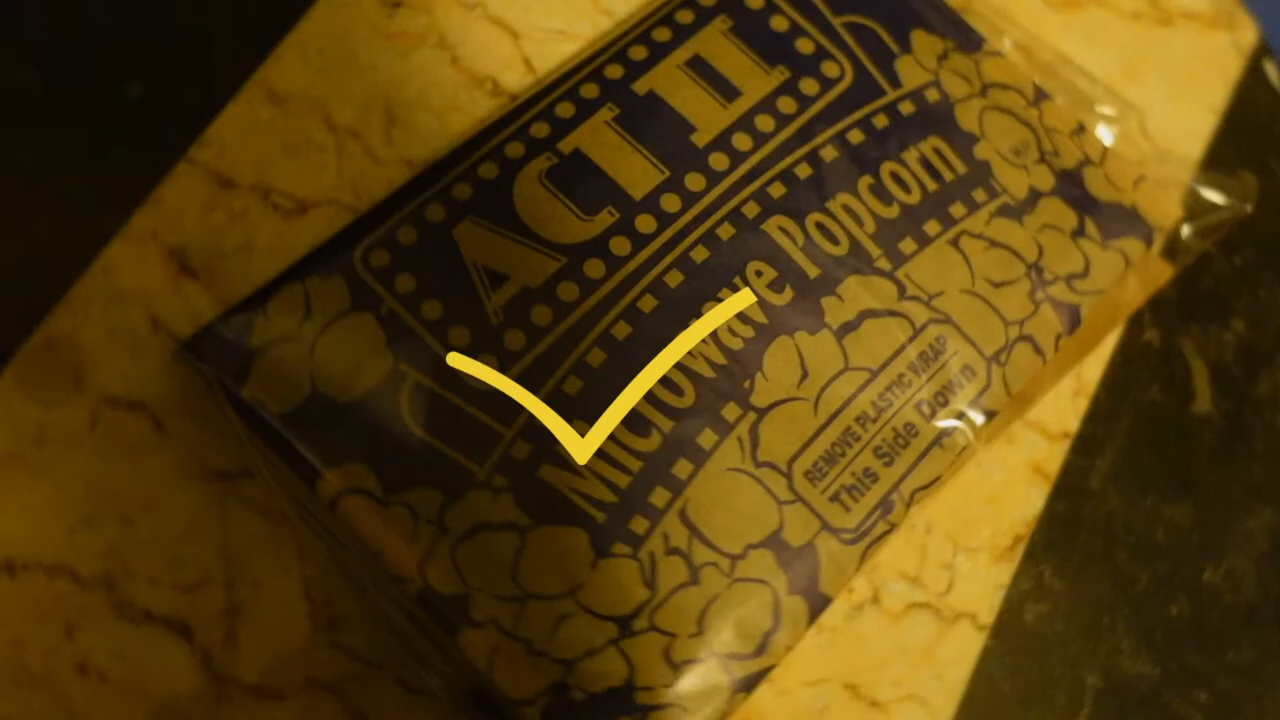 ACT II
Microwave Popcorn
REMOVE PLASTIC WRAP
This Side Down